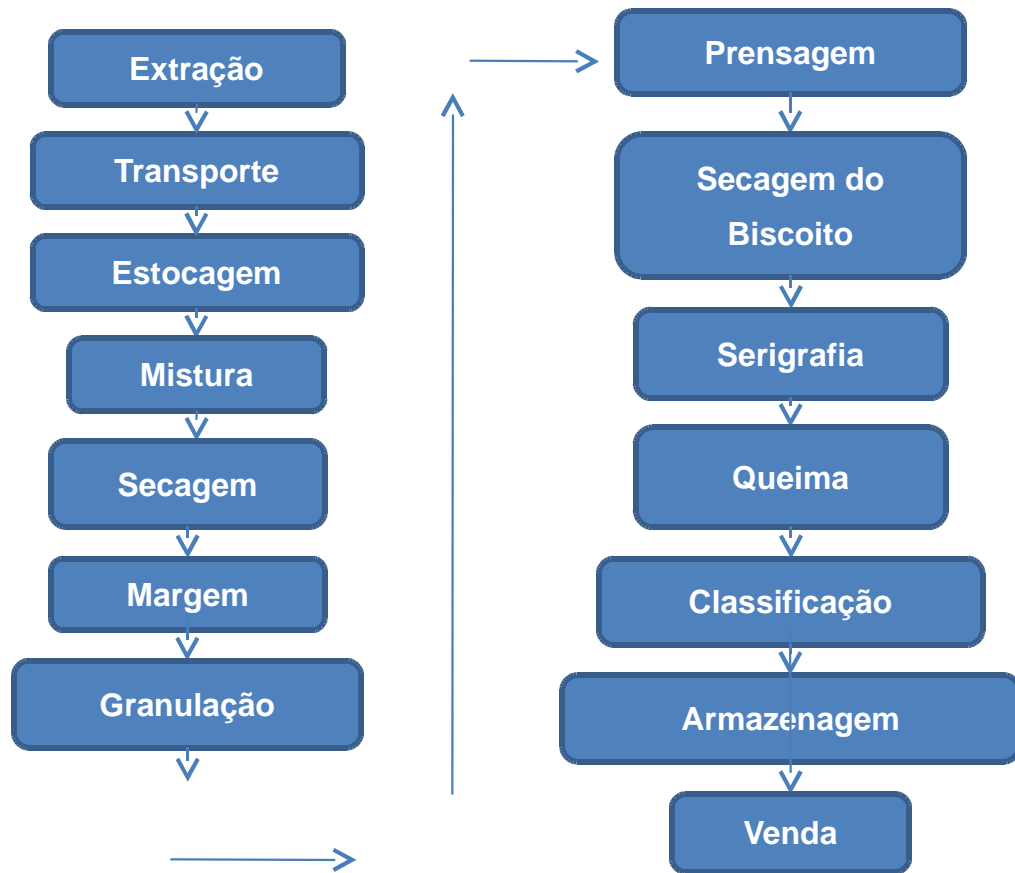 Extração
Transporte
Estocagem
Mistura
Secagem
Margem
Granulação
Prensagem
Secagem do
Biscoito
Serigrafia
Queima
Classificação
Armazenagem
Venda